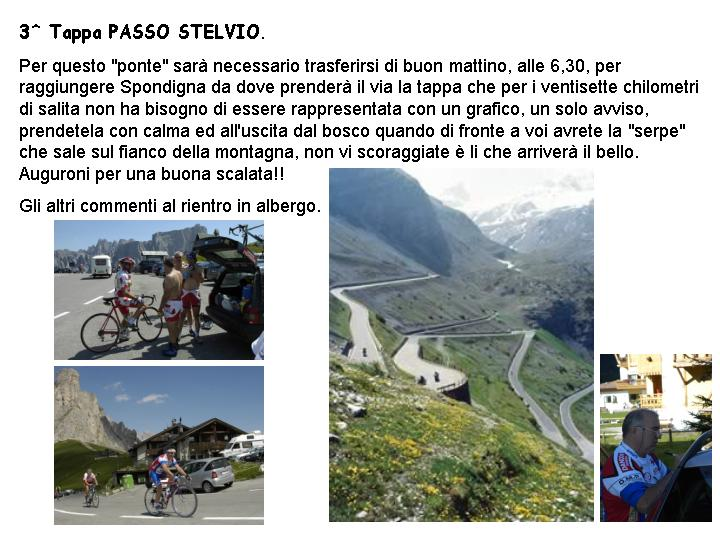 3^ Tappa PASSO STELVIO.
Per questo "ponte" sarà necessario trasferirsi di buon mattino, alle 6,30, per
raggiungere Spondigna da dove prenderà il via la tappa che per i ventisette chilometri
di salita non ha bisogno di essere rappresentata con un grafico, un solo avviso,
prendetela con calma ed all'uscita dal bosco quando di fronte a voi avrete la "serpe"
che sale sul fianco della montagna, non vi scoraggiate è li che arriverà il bello.
Auguroni per una buona scalata!!
Gli altri commenti al rientro in albergo.